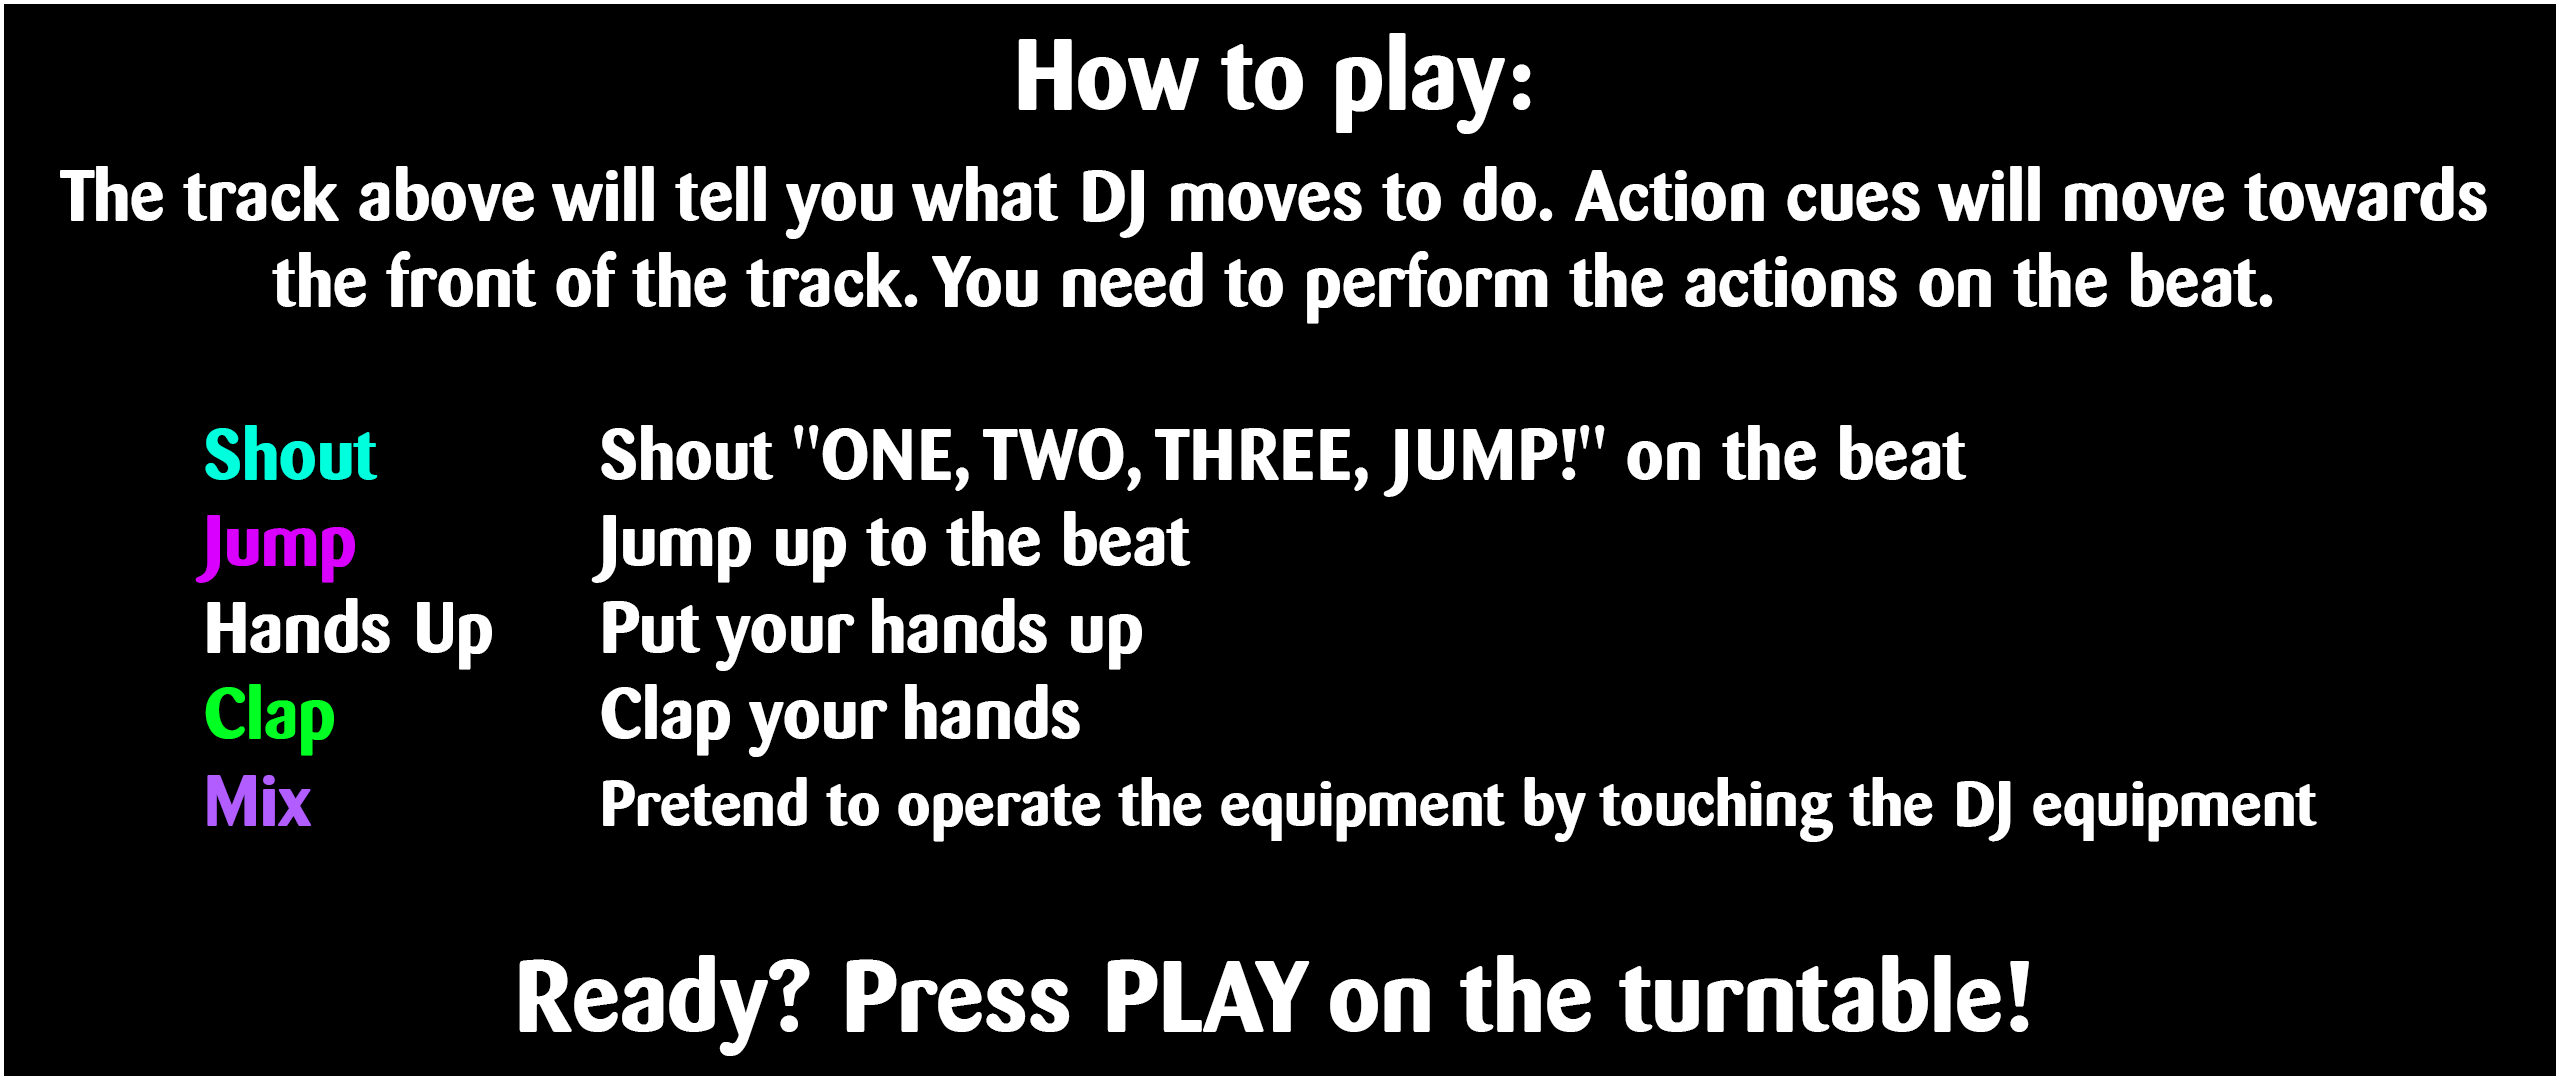 How to play:
The track above will tell you what DJ moves to do. Action cues will move towards
the front of the track. You need to perform the actions on the beat.
Shout Shout "ONE, TWO, THREE, JUMP!" on the beat
Jump Jump up to the beat
Hands Up Put your hands up
Clap Clap your hands
Mix Pretend to operate the equipment by touching the DJ equipment
Ready? Press PLAY on the turntable!